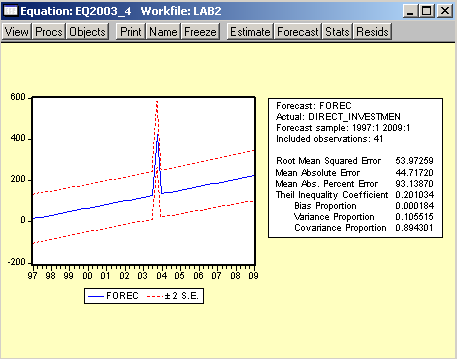 Equation: EQ2003_4 Workfile: LAB2
View Procs Objects Print Name Freeze Estimate Forecast Stats Resids
600
400
200
0
-200
97 98 99 00 01 02 03 04 05 06 07 08 09
FOREC ± 2 S.E.
Forecast: FOREC
Actual: DIRECT_INVESTMEN
Forecast sample: 1997:1 2009:1
Included observations: 41
Root Mean Squared Error 53.97259
Mean Absolute Error 44.71720
Mean Abs. Percent Error 93.13870
Theil Inequality Coefficient 0.201034
Bias Proportion 0.000184
Variance Proportion 0.105515
Covariance Proportion 0.894301